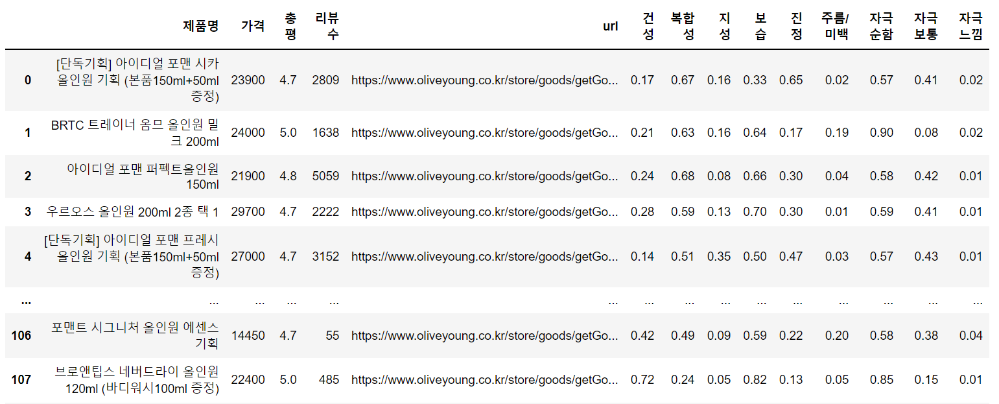 제품명 가격 총평 리뷰수 url 건성 복합성 지성 보습 진정 주름/미백 자극순함 자극보통 자극느낌
0 [단독기획] 아이디얼 포맨 시카 올인원 기획 (본품150ml+50ml 증정) 23900 4.7 2809 https://www.oliveyoung.co.kr/store/goods/getGo... 0.17 0.67 0.16 0.33 0.65 0.02 0.57 0.41 0.02
1 BRTC 트레이너 옴므 올인원 밀크 200ml 24000 5.0 1638 https://www.oliveyoung.co.kr/store/goods/getGo... 0.21 0.63 0.16 0.64 0.17 0.19 0.90 0.08 0.02
2 아이디얼 포맨 퍼펙트올인원 150ml 21900 4.8 5059 https://www.oliveyoung.co.kr/store/goods/getGo... 0.24 0.68 0.08 0.66 0.30 0.04 0.58 0.42 0.01
3 우르오스 올인원 200ml 2종 택 1 29700 4.7 2222 https://www.oliveyoung.co.kr/store/goods/getGo... 0.28 0.59 0.13 0.70 0.30 0.01 0.59 0.41 0.01
4 [단독기획] 아이디얼 포맨 프레시 올인원 기획 (본품150ml+50ml 증정) 27000 4.7 3152 https://www.oliveyoung.co.kr/store/goods/getGo... 0.14 0.51 0.35 0.50 0.47 0.03 0.57 0.43 0.01
... ... ... ... ... ... ... ... ... ... ... ... ... ... ...
106 포맨트 시그니처 올인원 에센스 기획 14450 4.7 55 https://www.oliveyoung.co.kr/store/goods/getGo... 0.42 0.49 0.09 0.59 0.22 0.20 0.58 0.38 0.04
107 브로앤팁스 네버드라이 올인원 120ml (바디워시100ml 증정) 22400 5.0 485 https://www.oliveyoung.co.kr/store/goods/getGo... 0.72 0.24 0.05 0.82 0.13 0.05 0.85 0.15 0.01